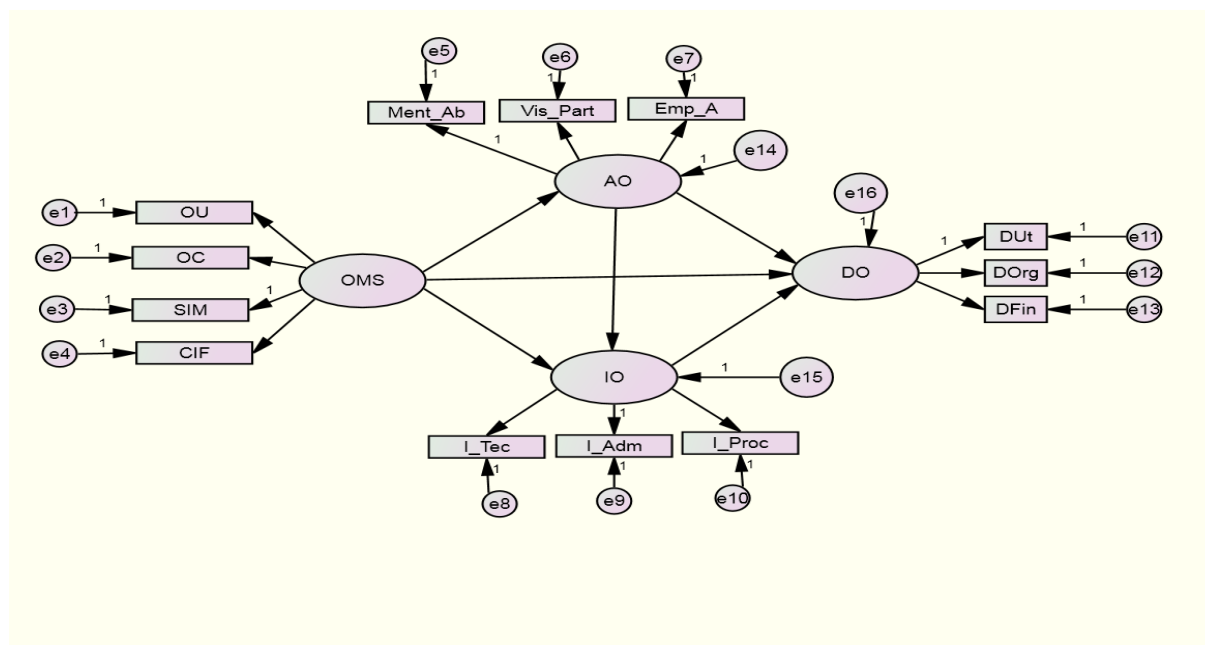 e5
e6
e7
1
1
1
Ment_Ab
Vis_Part
Emp_A
1
e14
1
AO
e16
1
e1
1
OU
e2
1
OC
OMS
e3
1
SIM
e4
1
CIF
DO
1
DUt
1
e11
DOrg
1
e12
DFin
1
e13
IO
1
e15
1
I_Tec
I_Adm
I_Proc
1
1
1
e8
e9
e10